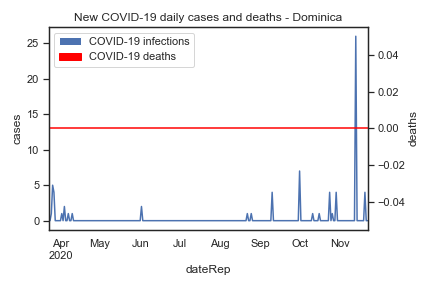 New COVID-19 daily cases and deaths - Dominica
COVID-19 infections
COVID-19 deaths
25
20
15
10
5
0
cases
0.04
0.02
0.00
−0.02
−0.04
deaths
Apr May Jun Jul Aug Sep Oct Nov
2020
dateRep